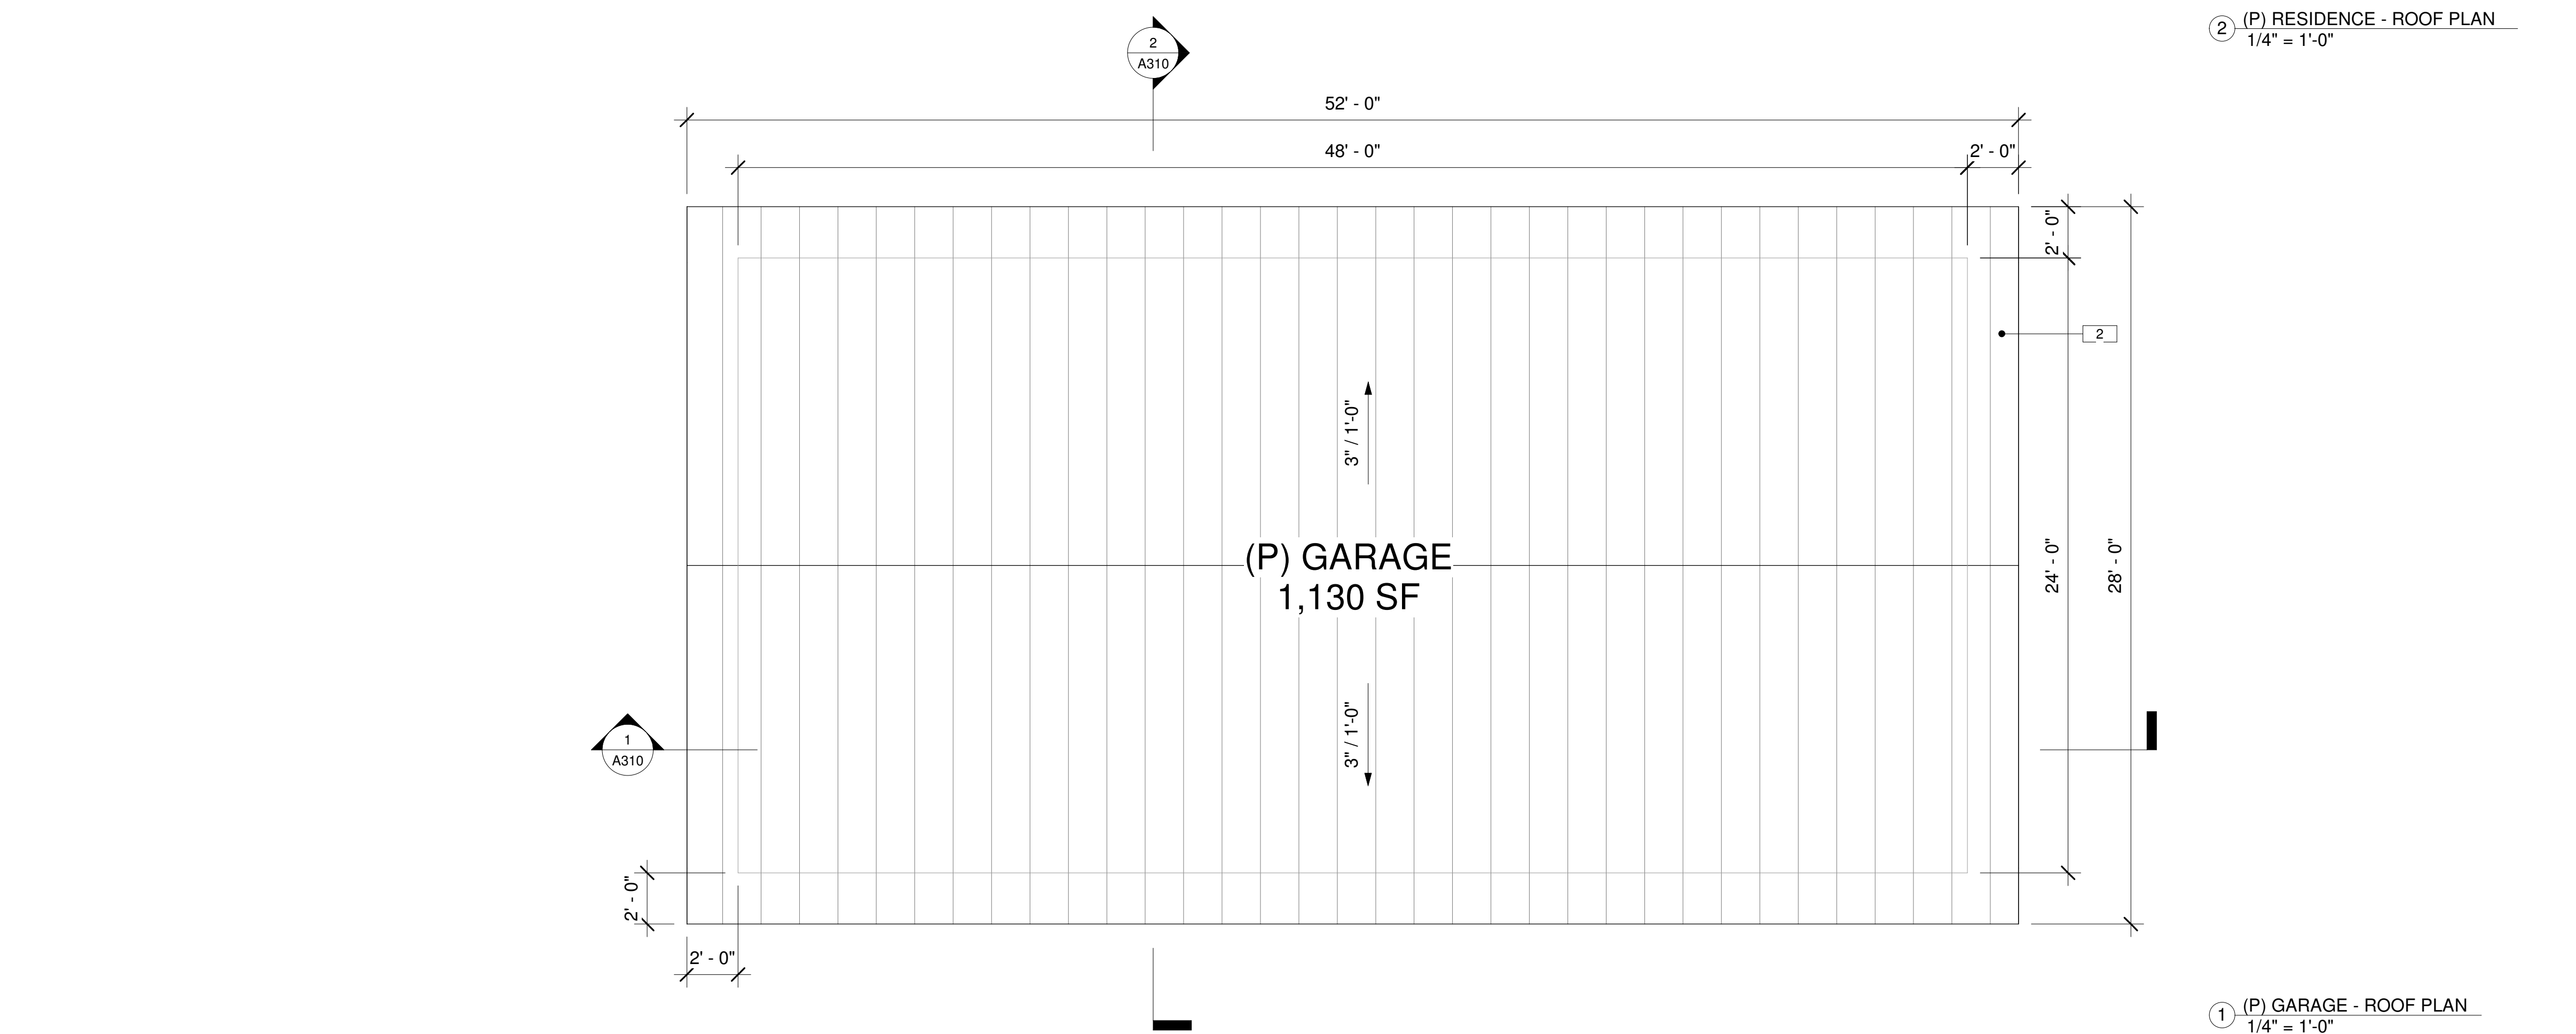 2
(P) RESIDENCE - ROOF PLAN
1/4" = 1'-0"
2
A310
52' - 0"
48' - 0"
2' - 0"
2' - 0"
2
3" / 1'-0"
(P) GARAGE
1,130 SF
24' - 0"
28' - 0"
3" / 1'-0"
1
A310
2' - 0"
2' - 0"
1
(P) GARAGE - ROOF PLAN
1/4" = 1'-0"